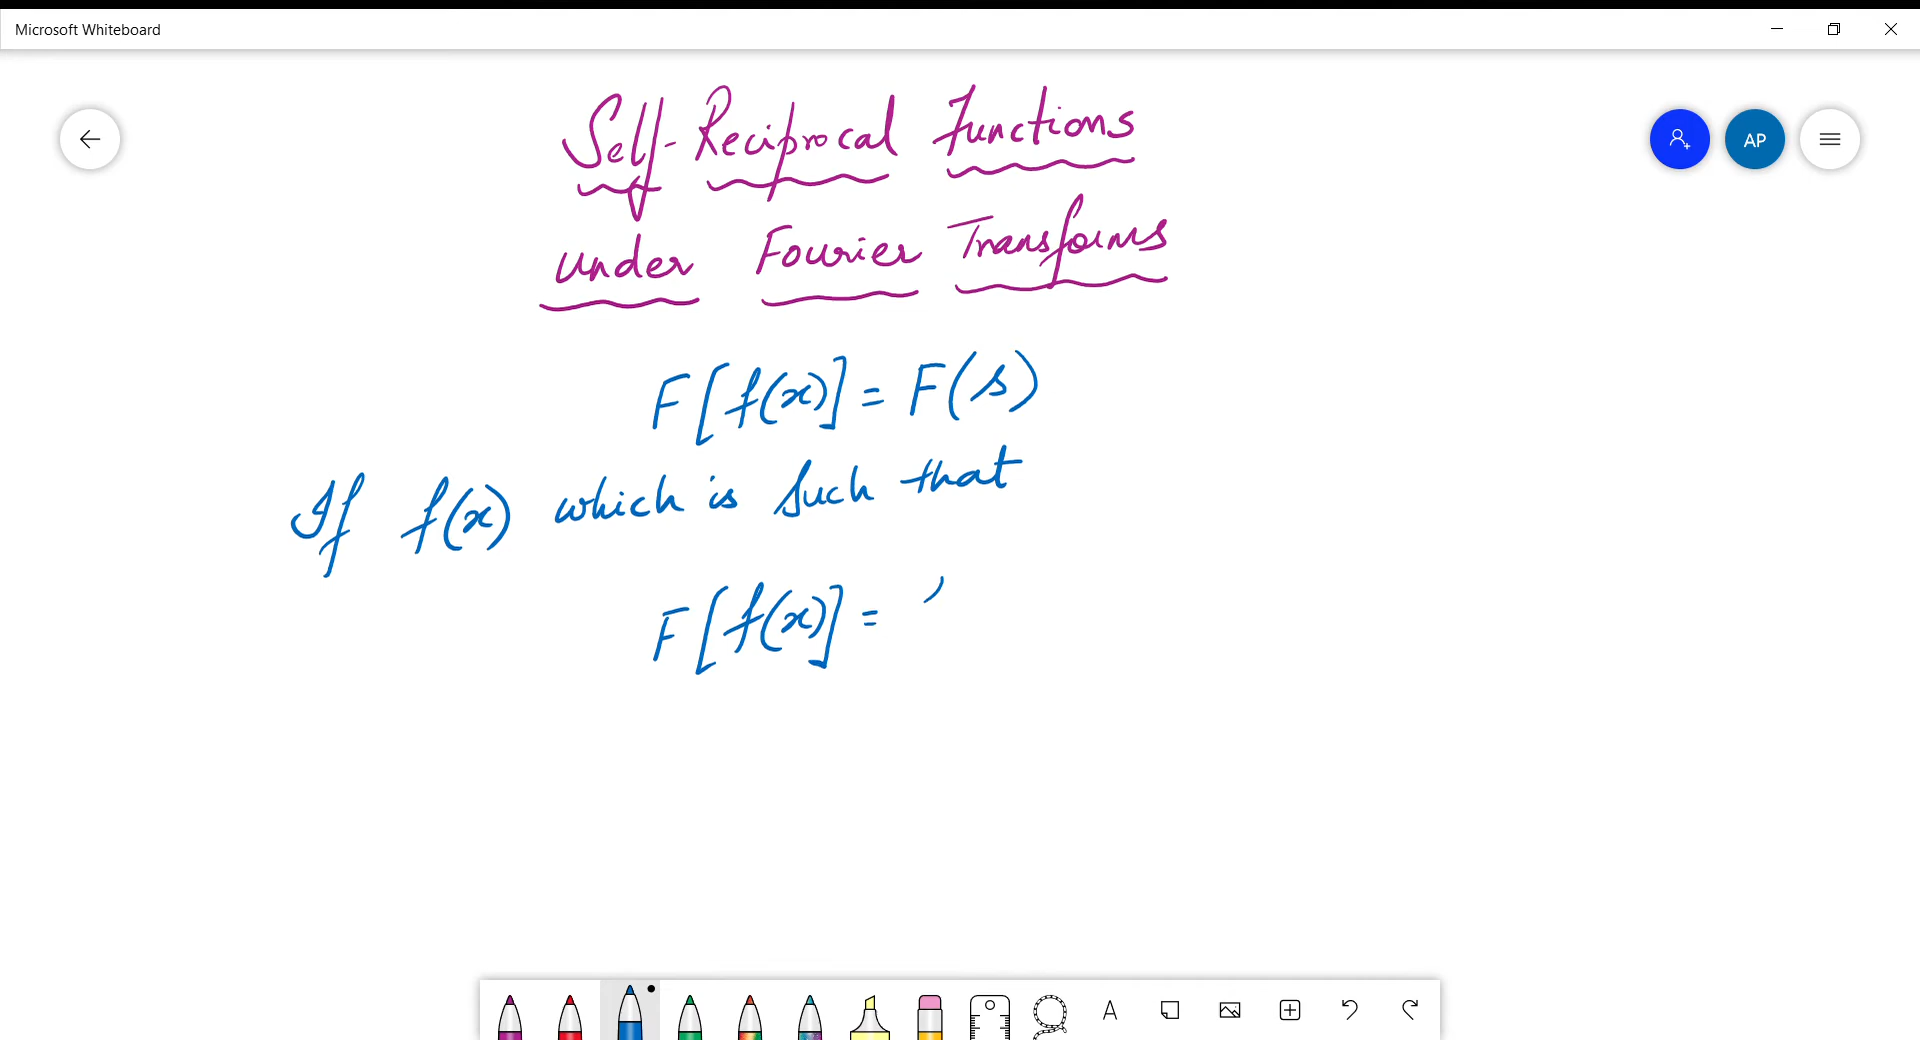 Microsoft Whiteboard
Self-Reciprocal Functions
under Fourier Transforms
AP
F[f(x)] = F(s)
If f(x) which is such that
F[f(x)] =
A